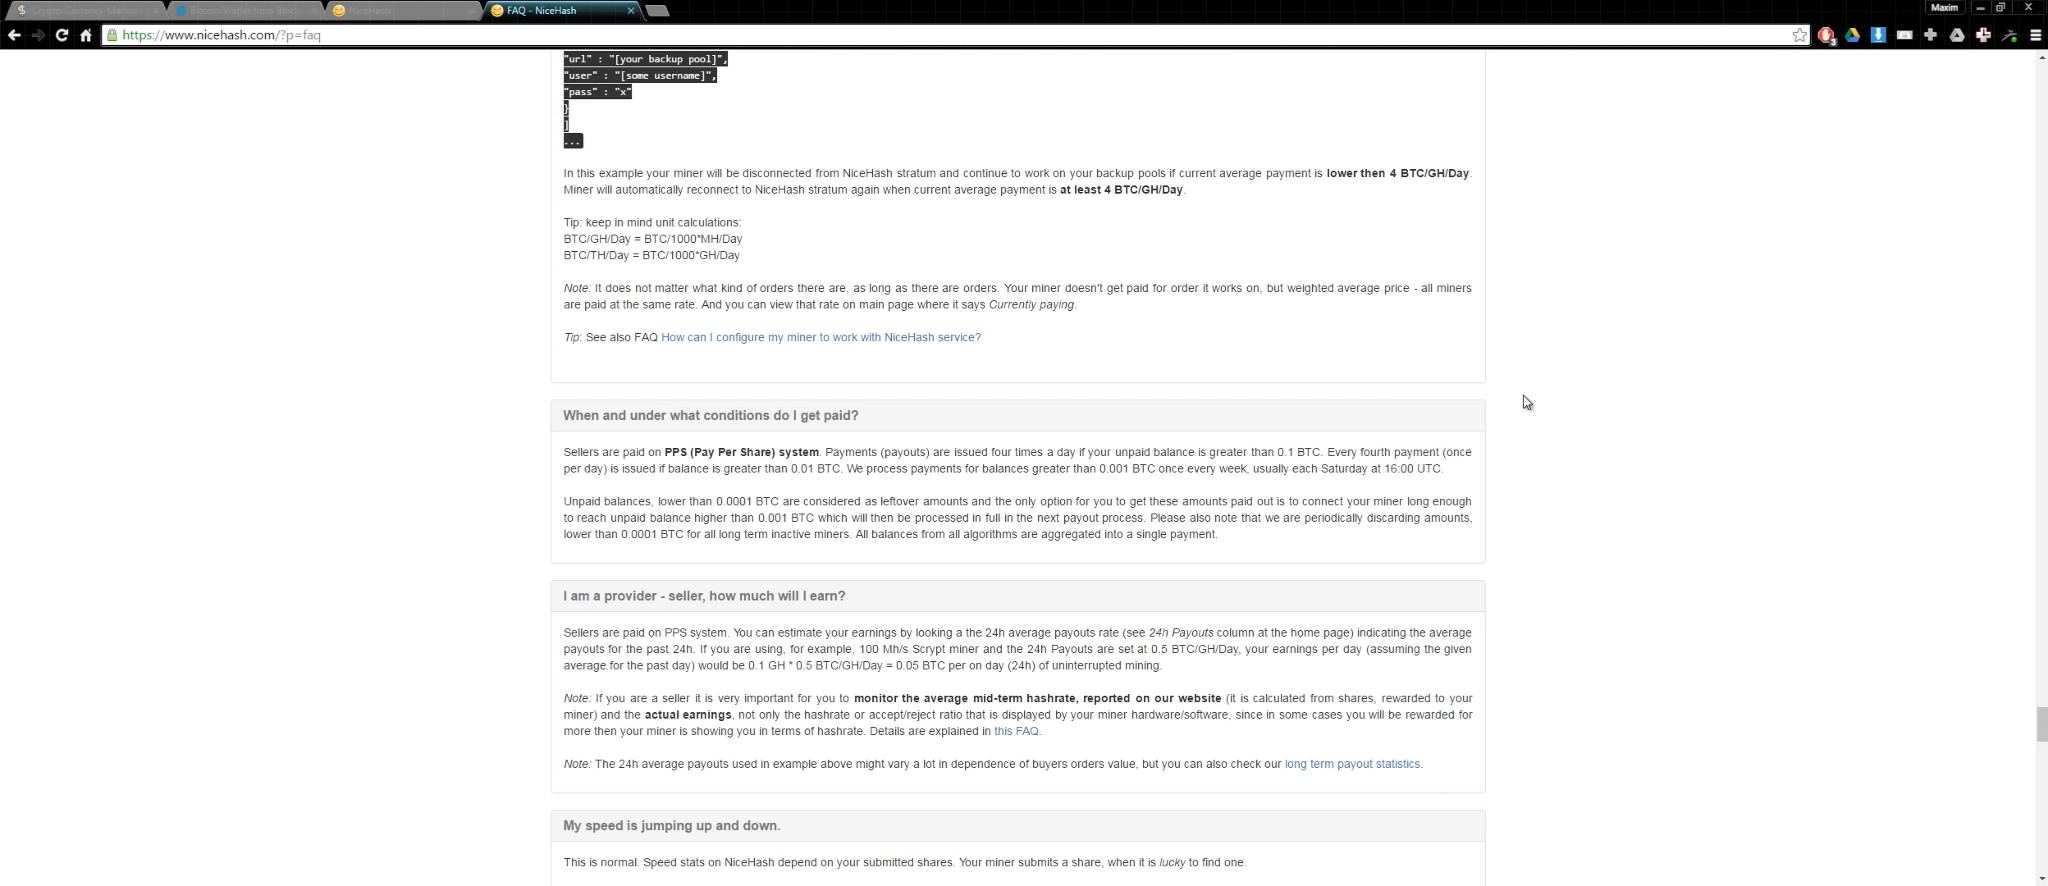 Crypto-Currency Market
Bitcoin Wallet from Block
NiceHash
FAQ - NiceHash
Maxim
https://www.nicehash.com/?p=faq
"url" : "[your backup pool]",
"user" : "[some username]",
"pass" : "x"
}
]
...
In this example your miner will be disconnected from NiceHash stratum and continue to work on your backup pools if current average payment is lower then 4 BTC/GH/Day.
Miner will automatically reconnect to NiceHash stratum again when current average payment is at least 4 BTC/GH/Day.
Tip: keep in mind unit calculations:
BTC/GH/Day = BTC/1000*MH/Day
BTC/TH/Day = BTC/1000*GH/Day
Note: It does not matter what kind of orders there are, as long as there are orders. Your miner doesn't get paid for order it works on, but weighted average price - all miners
are paid at the same rate. And you can view that rate on main page where it says Currently paying.
Tip: See also FAQ How can I configure my miner to work with NiceHash service?
When and under what conditions do I get paid?
Sellers are paid on PPS (Pay Per Share) system. Payments (payouts) are issued four times a day if your unpaid balance is greater than 0.1 BTC. Every fourth payment (once
per day) is issued if balance is greater than 0.01 BTC. We process payments for balances greater than 0.001 BTC once every week, usually each Saturday at 16:00 UTC.
Unpaid balances, lower than 0.0001 BTC are considered as leftover amounts and the only option for you to get these amounts paid out is to connect your miner long enough
to reach unpaid balance higher than 0.001 BTC which will then be processed in full in the next payout process. Please also note that we are periodically discarding amounts,
lower than 0.0001 BTC for all long term inactive miners. All balances from all algorithms are aggregated into a single payment.
I am a provider - seller, how much will I earn?
Sellers are paid on PPS system. You can estimate your earnings by looking a the 24h average payouts rate (see 24h Payouts column at the home page) indicating the average
payouts for the past 24h. If you are using, for example, 100 Mh/s Scrypt miner and the 24h Payouts are set at 0.5 BTC/GH/Day, your earnings per day (assuming the given
average for the past day) would be 0.1 GH * 0.5 BTC/GH/Day = 0.05 BTC per on day (24h) of uninterrupted mining.
Note: If you are a seller it is very important for you to monitor the average mid-term hashrate, reported on our website (it is calculated from shares, rewarded to your
miner) and the actual earnings, not only the hashrate or accept/reject ratio that is displayed by your miner hardware/software, since in some cases you will be rewarded for
more then your miner is showing you in terms of hashrate. Details are explained in this FAQ.
Note: The 24h average payouts used in example above might vary a lot in dependence of buyers orders value, but you can also check our long term payout statistics.
My speed is jumping up and down.
This is normal. Speed stats on NiceHash depend on your submitted shares. Your miner submits a share, when it is lucky to find one.